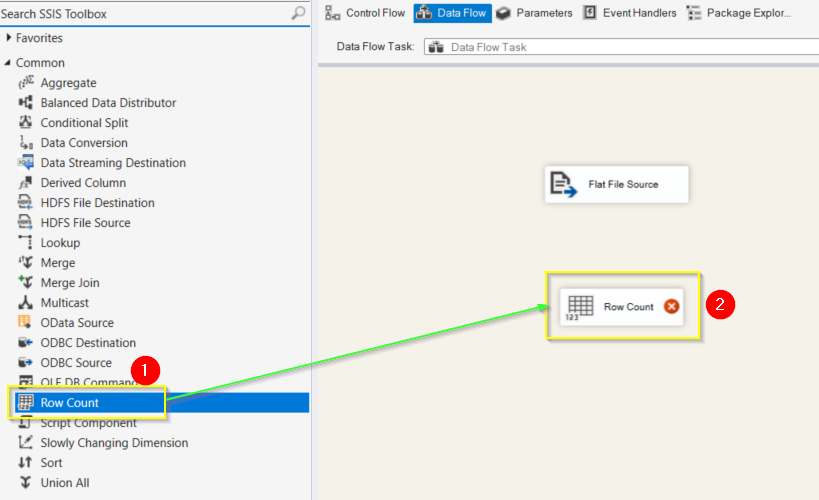 Search SSIS Toolbox
Favorites
Common
Aggregate
Balanced Data Distributor
Conditional Split
Data Conversion
Data Streaming Destination
Derived Column
HDFS File Destination
HDFS File Source
Lookup
Merge
Merge Join
Multicast
OData Source
ODBC Destination
ODBC Source
OLE DB Command
Row Count
Script Component
Slowly Changing Dimension
Sort
Union All
1
Control Flow Data Flow Parameters Event Handlers Package Explor...
Data Flow Task: Data Flow Task
Flat File Source
123 Row Count
2